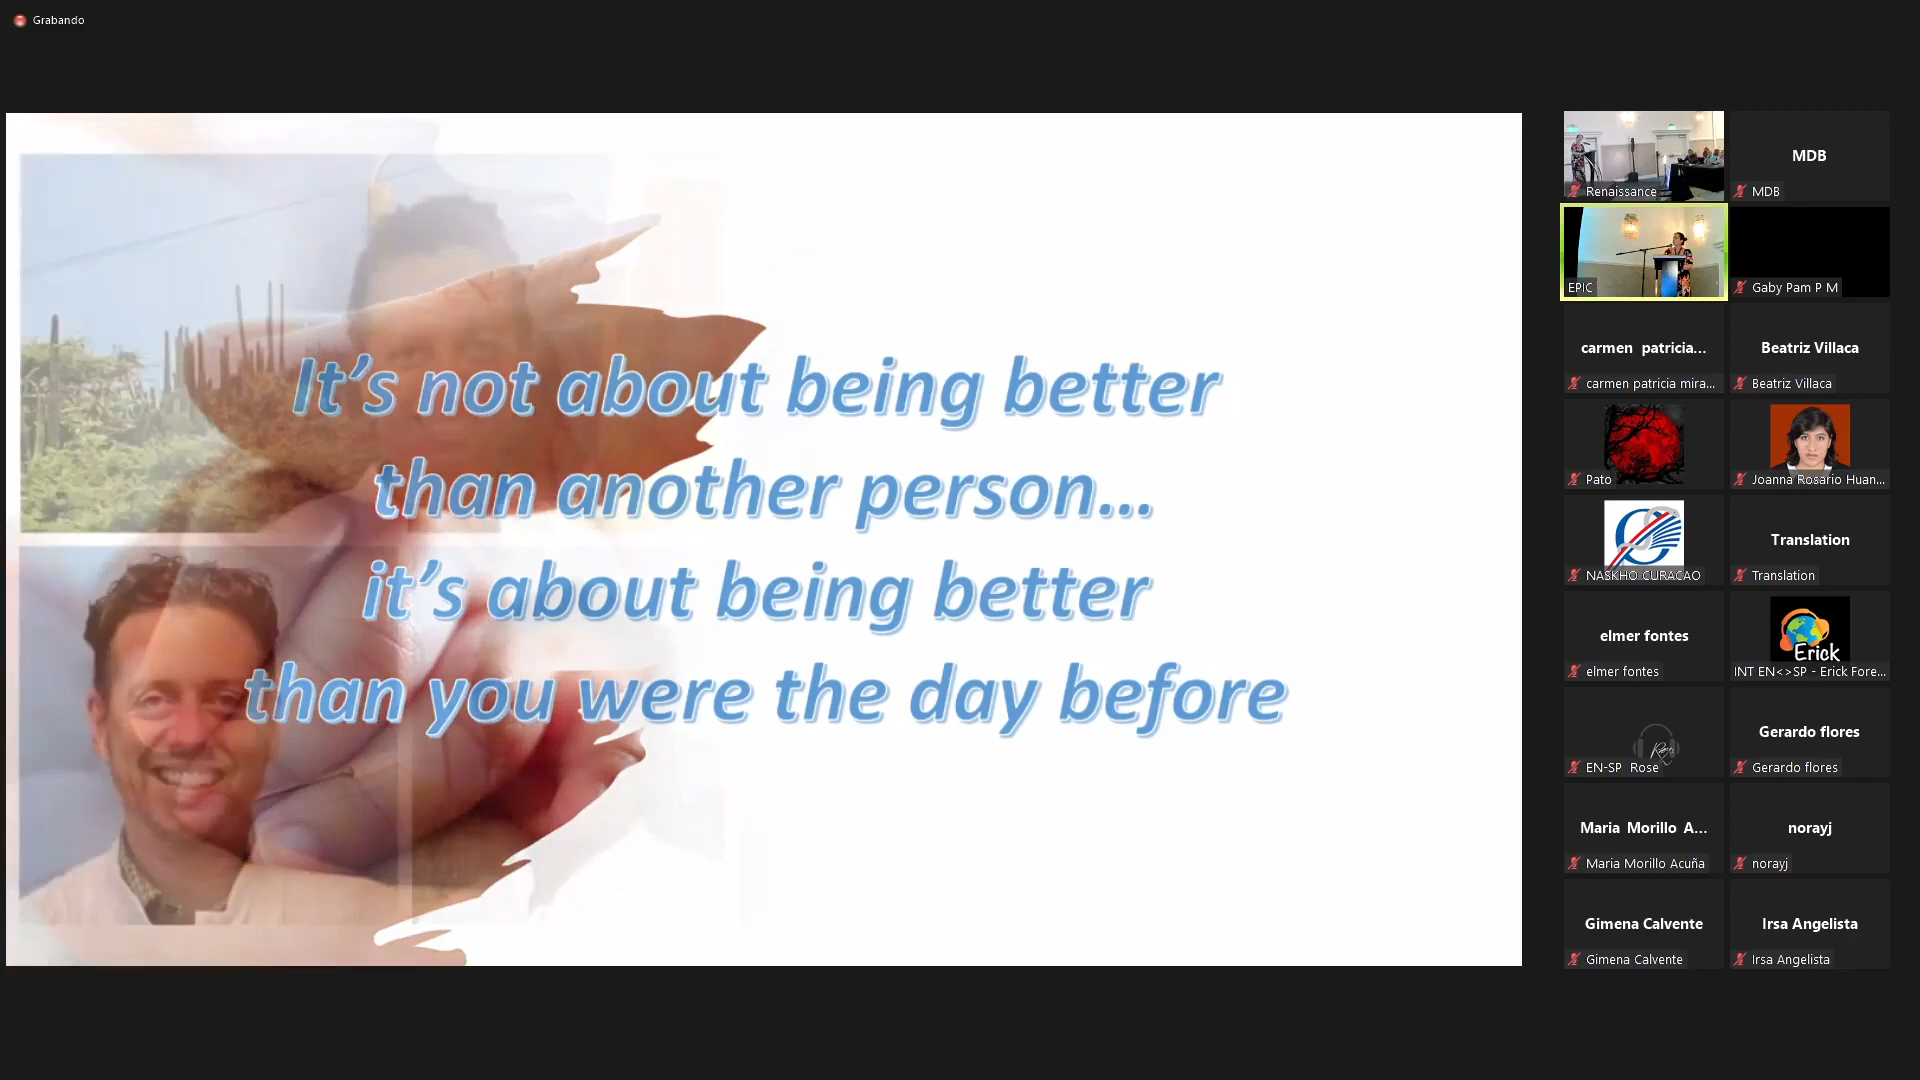 Grabando
It's not about being better
than another person...
it's about being better
than you were the day before
Renaissance
MDB
MDB
EPIC
Gaby Pam P M
carmen patricia...
carmen patricia mira...
Beatriz Villaca
Beatriz Villaca
Pato
Joanna Rosario Huan...
NASKHO CURACAO
Translation
Translation
elmer fontes
elmer fontes
Erick
INT EN<>SP - Erick Fore...
EN-SP Rose
Gerardo flores
Gerardo flores
Maria Morillo A...
Maria Morillo Acuña
norayj
norayj
Gimena Calvente
Gimena Calvente
Irsa Angelista
Irsa Angelista